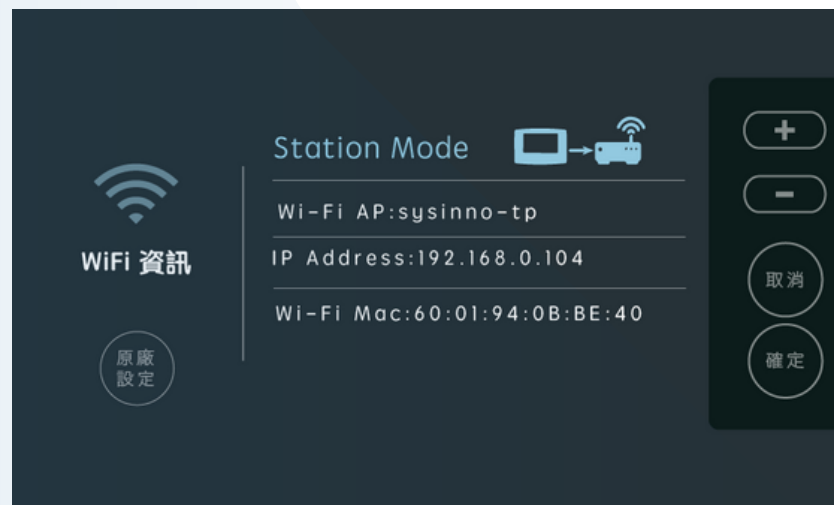 WiFi 資訊
原廠
設定
Station Mode
Wi-Fi AP:sysinno-tp
IP Address:192.168.0.104
Wi-Fi Mac:60:01:94:0B:BE:40
+
-
取消
確定